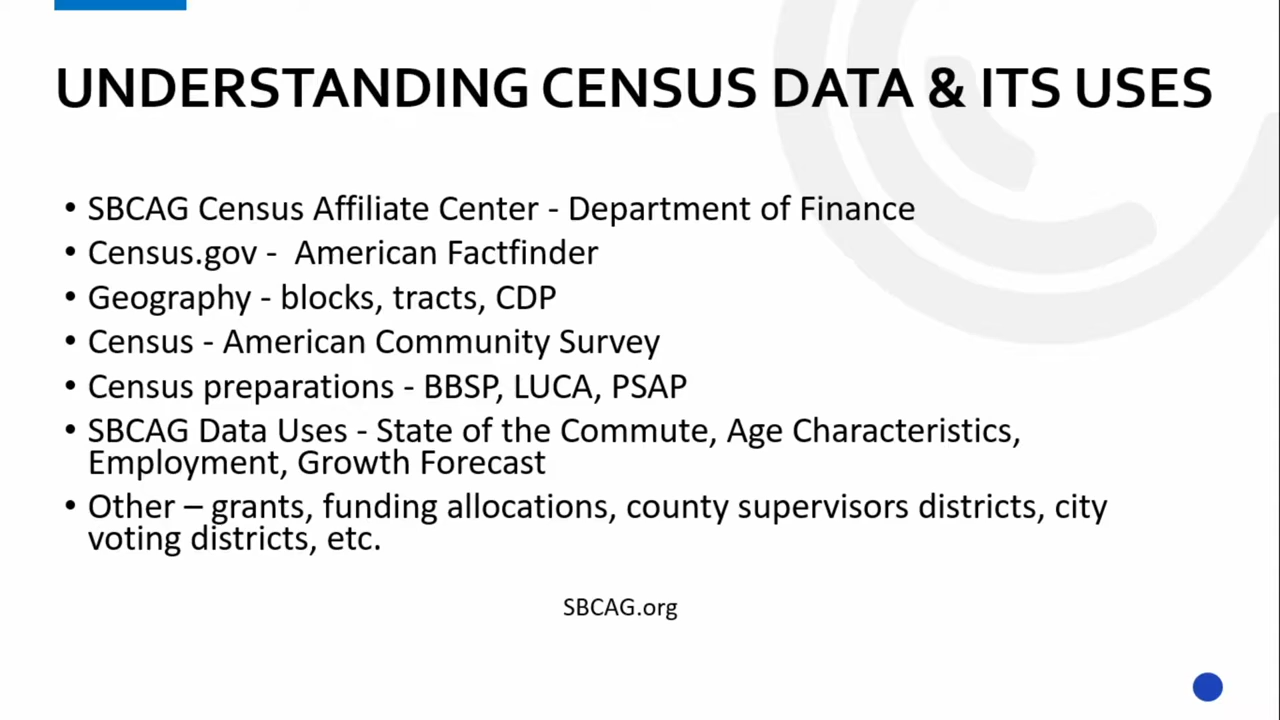 UNDERSTANDING CENSUS DATA & ITS USES
• SBCAG Census Affiliate Center - Department of Finance
• Census.gov -  American Factfinder
• Geography - blocks, tracts, CDP
• Census - American Community Survey
• Census preparations - BBSP, LUCA, PSAP
• SBCAG Data Uses - State of the Commute, Age Characteristics,
Employment, Growth Forecast
• Other – grants, funding allocations, county supervisors districts, city
voting districts, etc.
SBCAG.org